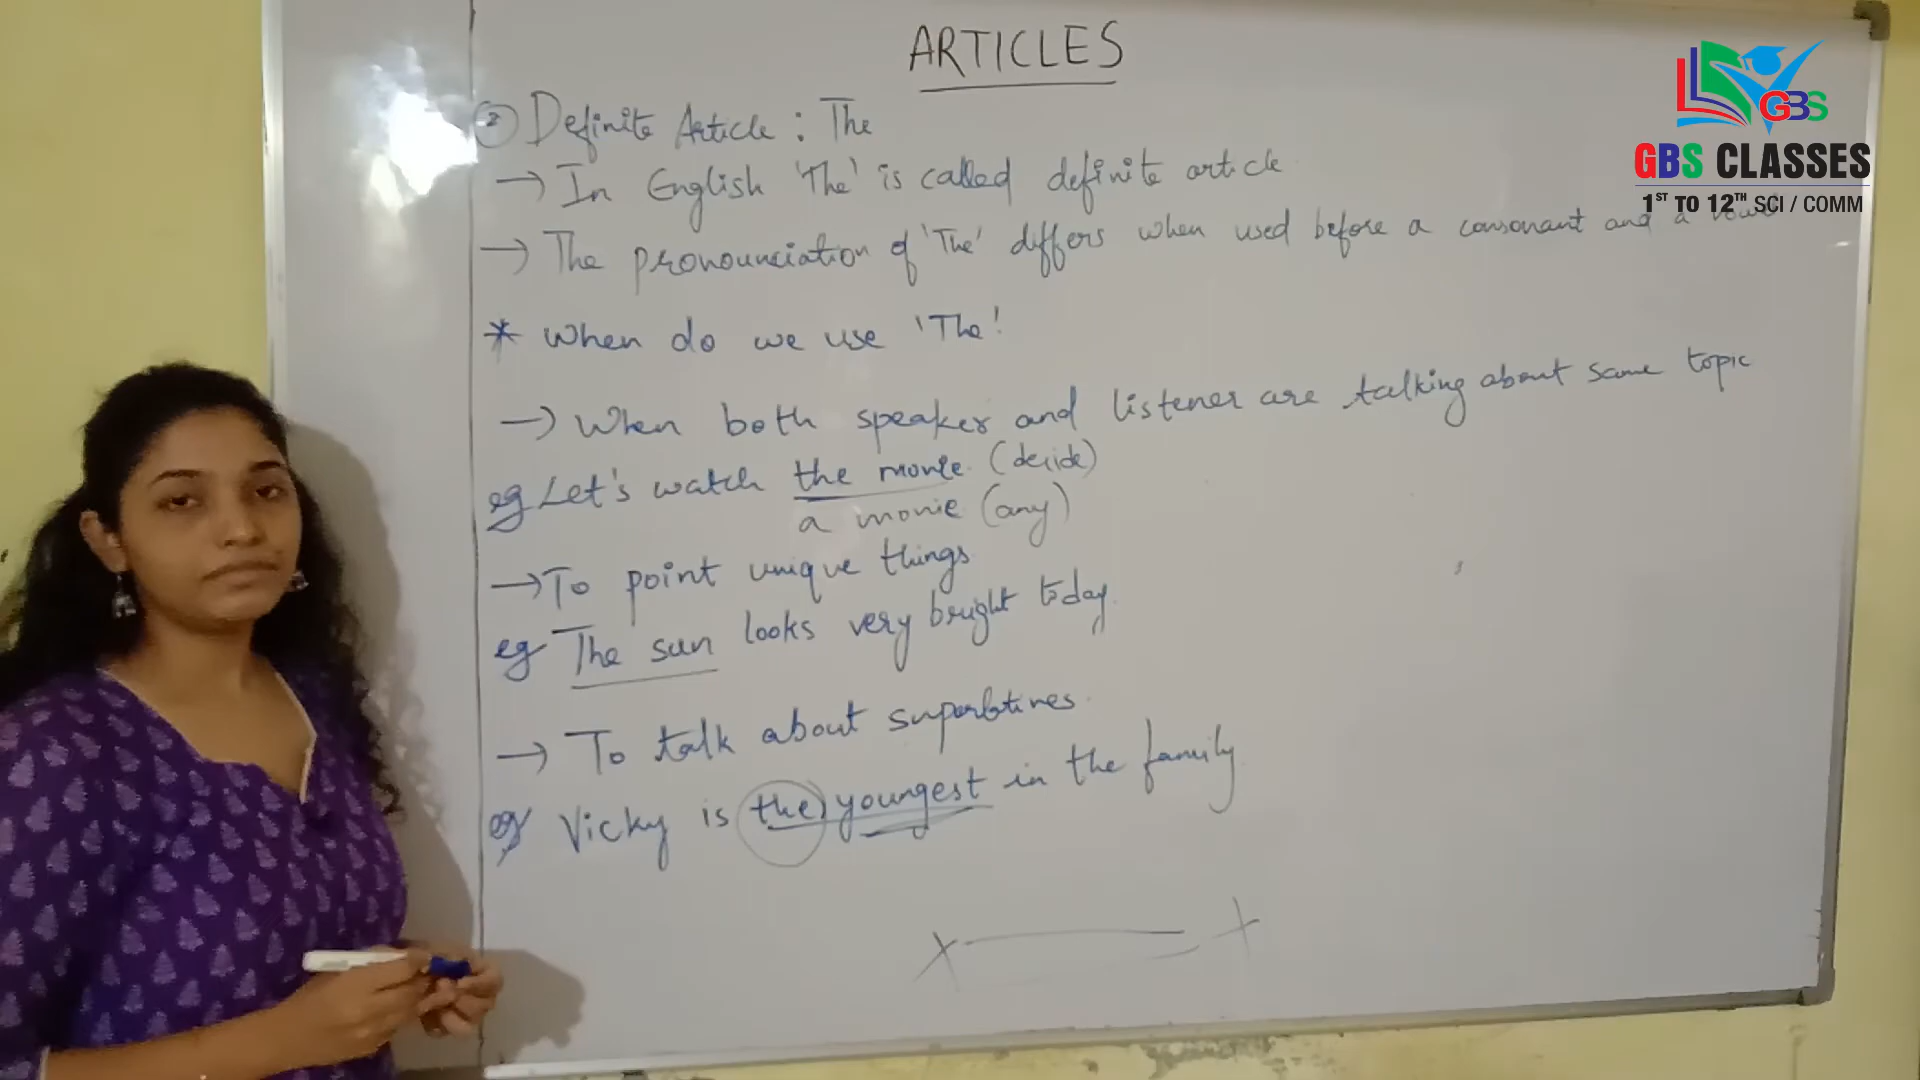 ARTICLES
② Definite Article : The
→ In English 'The' is called definite article
→ The pronounciation of 'The' differs when used before a consonant and a vowel
* When do we use 'The'
→ When both speaker and listener are talking about same topic
eg Let's watch the movie (decide)
a movie (any)
→ To point unique things
eg The sun looks very bright today.
→ To talk about superlatives.
eg Vicky is the youngest in the family
GBS
GBS CLASSES
1ST TO 12TH SCI / COMM